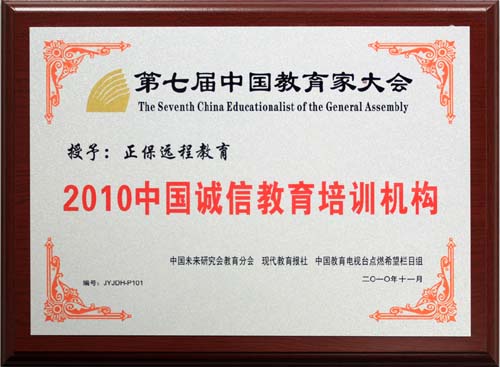 第七届中国教育家大会
The Seventh China Educationalist of the General Assembly
授予：正保远程教育
2010中国诚信教育培训机构
中国未来研究会教育分会 现代教育报社 中国教育电视台点燃希望栏目组
编号：JYJDH-P101 二〇一〇年十一月